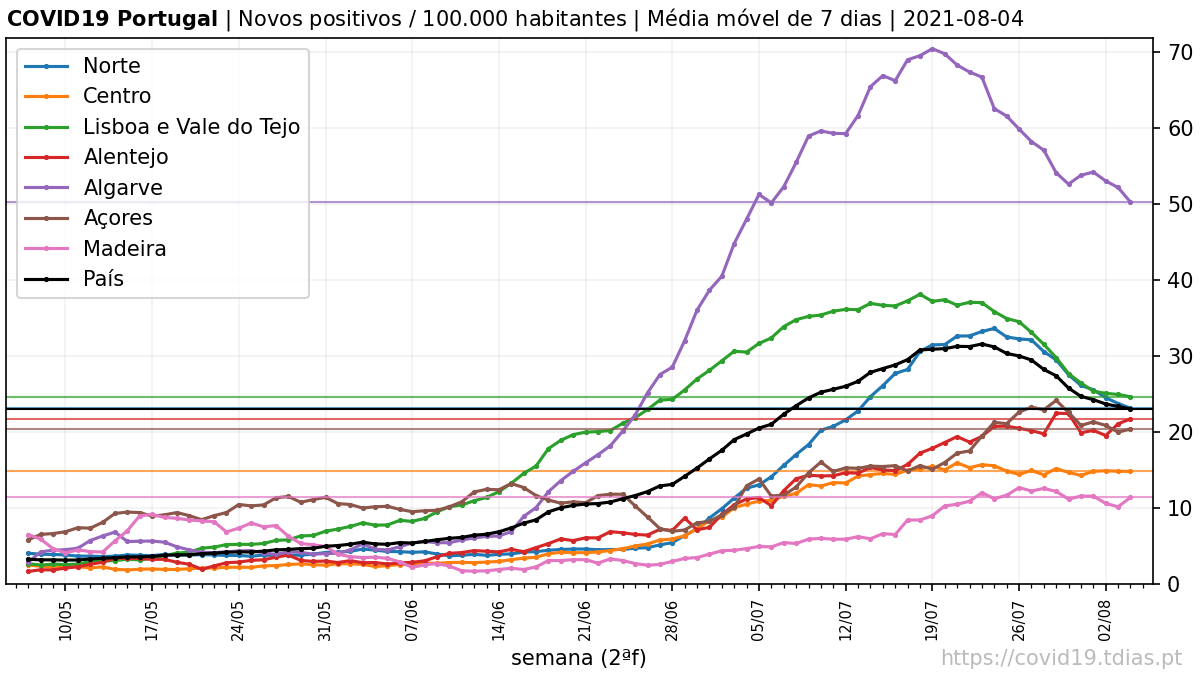 COVID19 Portugal | Novos positivos / 100.000 habitantes | Média móvel de 7 dias | 2021-08-04
Norte
Centro
Lisboa e Vale do Tejo
Alentejo
Algarve
Açores
Madeira
País
70
60
50
40
30
20
10
0
10/05
17/05
24/05
31/05
07/06
14/06
21/06
28/06
05/07
12/07
19/07
26/07
02/08
semana (2ªf)
https://covid19.tdias.pt